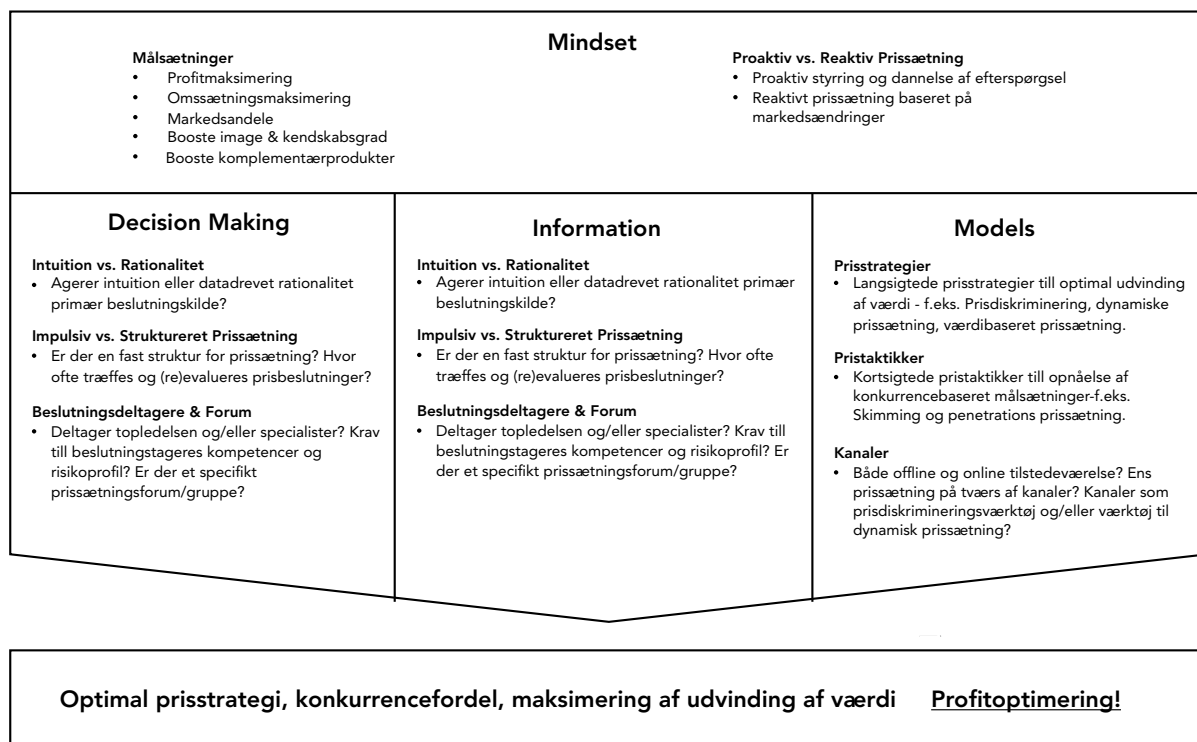 Mindset
Målsætninger
• Profitmaksimering
• Omssætningsmaksimering
• Markedsandele
• Booste image & kendskabsgrad
• Booste komplementærprodukter
Proaktiv vs. Reaktiv Prissætning
• Proaktiv styrring og dannelse af efterspørgsel
• Reaktivt prissætning baseret på
markedsændringer
Decision Making
Intuition vs. Rationalitet
• Agerer intuition eller datadrevet rationalitet
primær beslutningskilde?
Impulsiv vs. Struktureret Prissætning
• Er der en fast struktur for prissætning? Hvor
ofte træffes og (re)evalueres prisbeslutninger?
Beslutningsdeltagere & Forum
• Deltager topledelsen og/eller specialister? Krav
till beslutningstageres kompetencer og
risikoprofil? Er der et specifikt
prissætningsforum/gruppe?
Information
Intuition vs. Rationalitet
• Agerer intuition eller datadrevet rationalitet primær
beslutningskilde?
Impulsiv vs. Struktureret Prissætning
• Er der en fast struktur for prissætning? Hvor ofte
træffes og (re)evalueres prisbeslutninger?
Beslutningsdeltagere & Forum
• Deltager topledelsen og/eller specialister? Krav till
beslutningstageres kompetencer og risikoprofil? Er
der et specifikt prissætningsforum/gruppe?
Models
Prisstrategier
• Langsigtede prisstrategier till optimal udvinding
af værdi - f.eks. Prisdiskriminering, dynamiske
prissætning, værdibaseret prissætning.
Pristaktikker
• Kortsigtede pristaktikker till opnåelse af
konkurrencebaseret målsætninger-f.eks.
Skimming og penetrations prissætning.
Kanaler
• Både offline og online tilstedeværelse? Ens
prissætning på tværs af kanaler? Kanaler som
prisdiskrimineringsværktøj og/eller værktøj til
dynamisk prissætning?
Optimal prisstrategi, konkurrencefordel, maksimering af udvinding af værdi Profitoptimering!